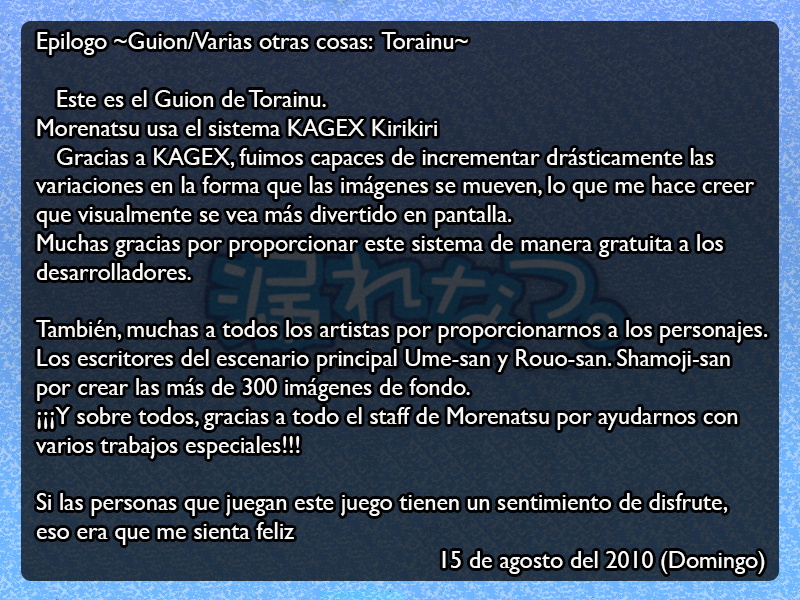 Epilogo ~Guion/Varias otras cosas: Torainu~
Este es el Guion de Torainu.
Morenatsu usa el sistema KAGEX Kirikiri
Gracias a KAGEX, fuimos capaces de incrementar drásticamente las
variaciones en la forma que las imágenes se mueven, lo que me hace creer
que visualmente se vea más divertido en pantalla.
Muchas gracias por proporcionar este sistema de manera gratuita a los
desarrolladores.
漏れなつ。
También, muchas a todos los artistas por proporcionarnos a los personajes.
Los escritores del escenario principal Ume-san y Rouo-san. Shamoji-san
por crear las más de 300 imágenes de fondo.
¡¡¡Y sobre todos, gracias a todo el staff de Morenatsu por ayudarnos con
varios trabajos especiales!!!
Si las personas que juegan este juego tienen un sentimiento de disfrute,
eso era que me sienta feliz
15 de agosto del 2010 (Domingo)